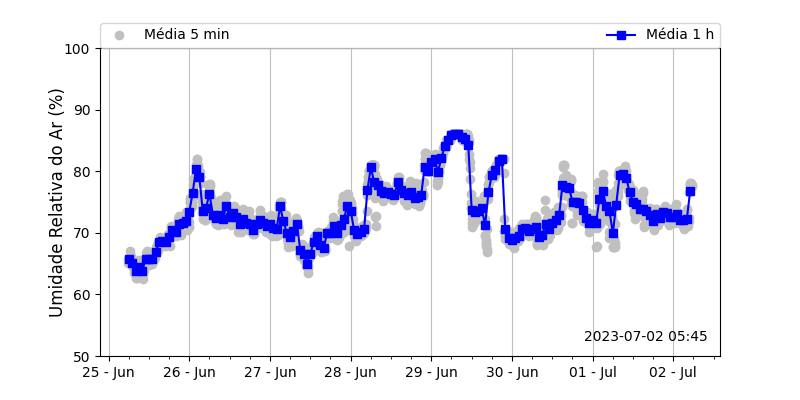 Média 5 min
Média 1 h
Umidade Relativa do Ar (%)
100
90
80
70
60
50
2023-07-02 05:45
25 - Jun
26 - Jun
27 - Jun
28 - Jun
29 - Jun
30 - Jun
01 - Jul
02 - Jul